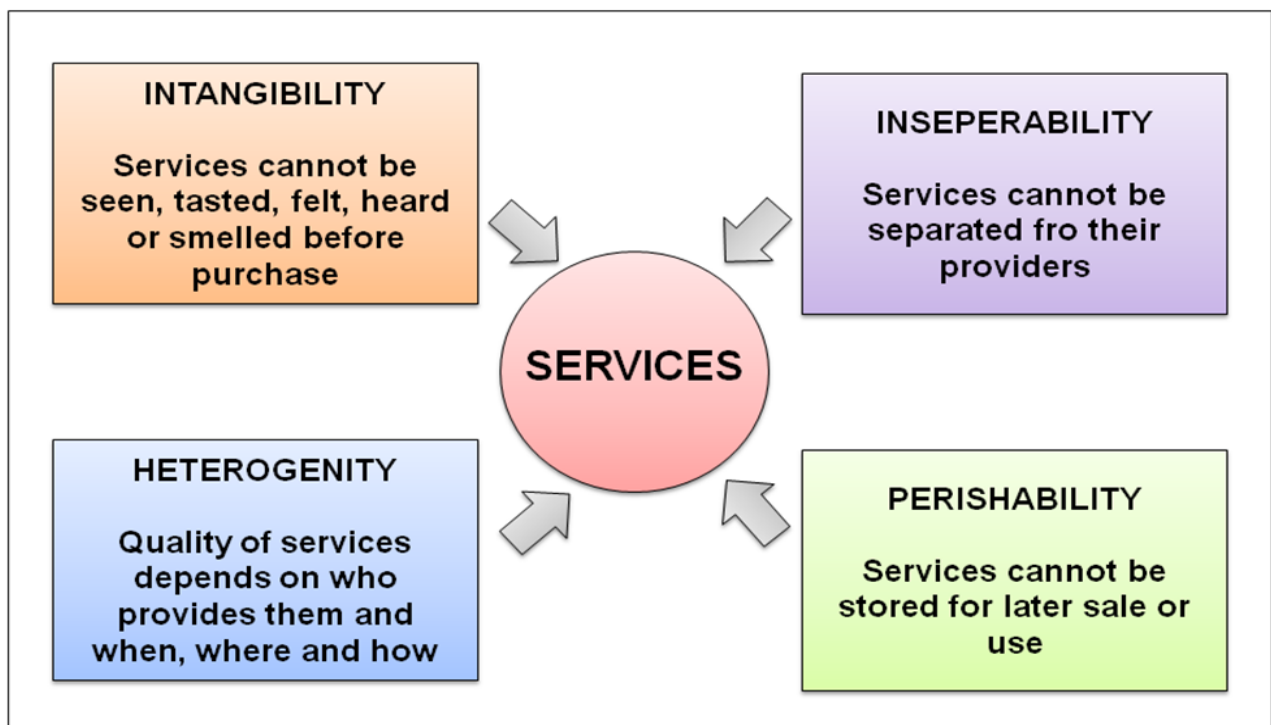 INTANGIBILITY
Services cannot be
seen, tasted, felt, heard
or smelled before
purchase
INSEPERABILITY
Services cannot be
separated fro their
providers
SERVICES
HETEROGENITY
Quality of services
depends on who
provides them and
when, where and how
PERISHABILITY
Services cannot be
stored for later sale or
use